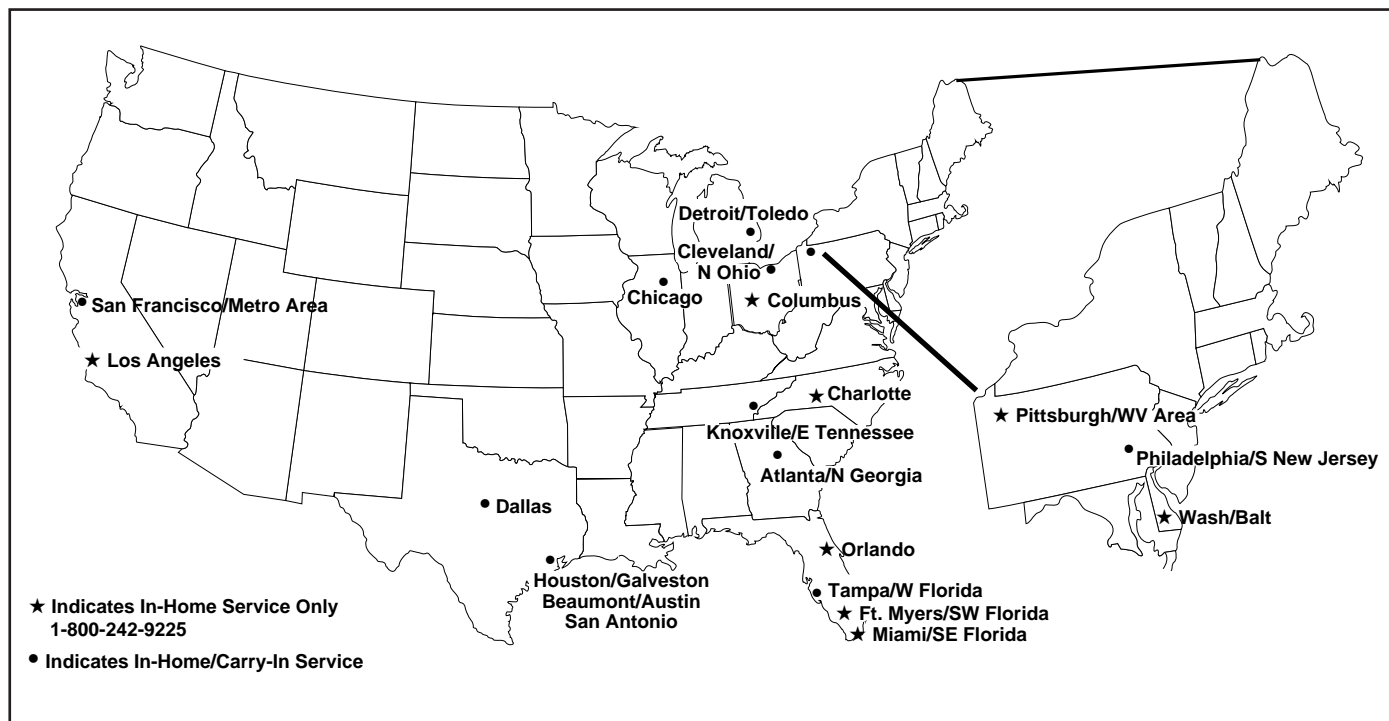 Detroit/Toledo
Cleveland/
N Ohio
Chicago
Columbus
San Francisco/Metro Area
Los Angeles
Charlotte
Knoxville/E Tennessee
Atlanta/N Georgia
Pittsburgh/WV Area
Philadelphia/S New Jersey
Wash/Balt
Dallas
Orlando
Houston/Galveston
Beaumont/Austin
San Antonio
Tampa/W Florida
Ft. Myers/SW Florida
Miami/SE Florida
★ Indicates In-Home Service Only
1-800-242-9225
• Indicates In-Home/Carry-In Service